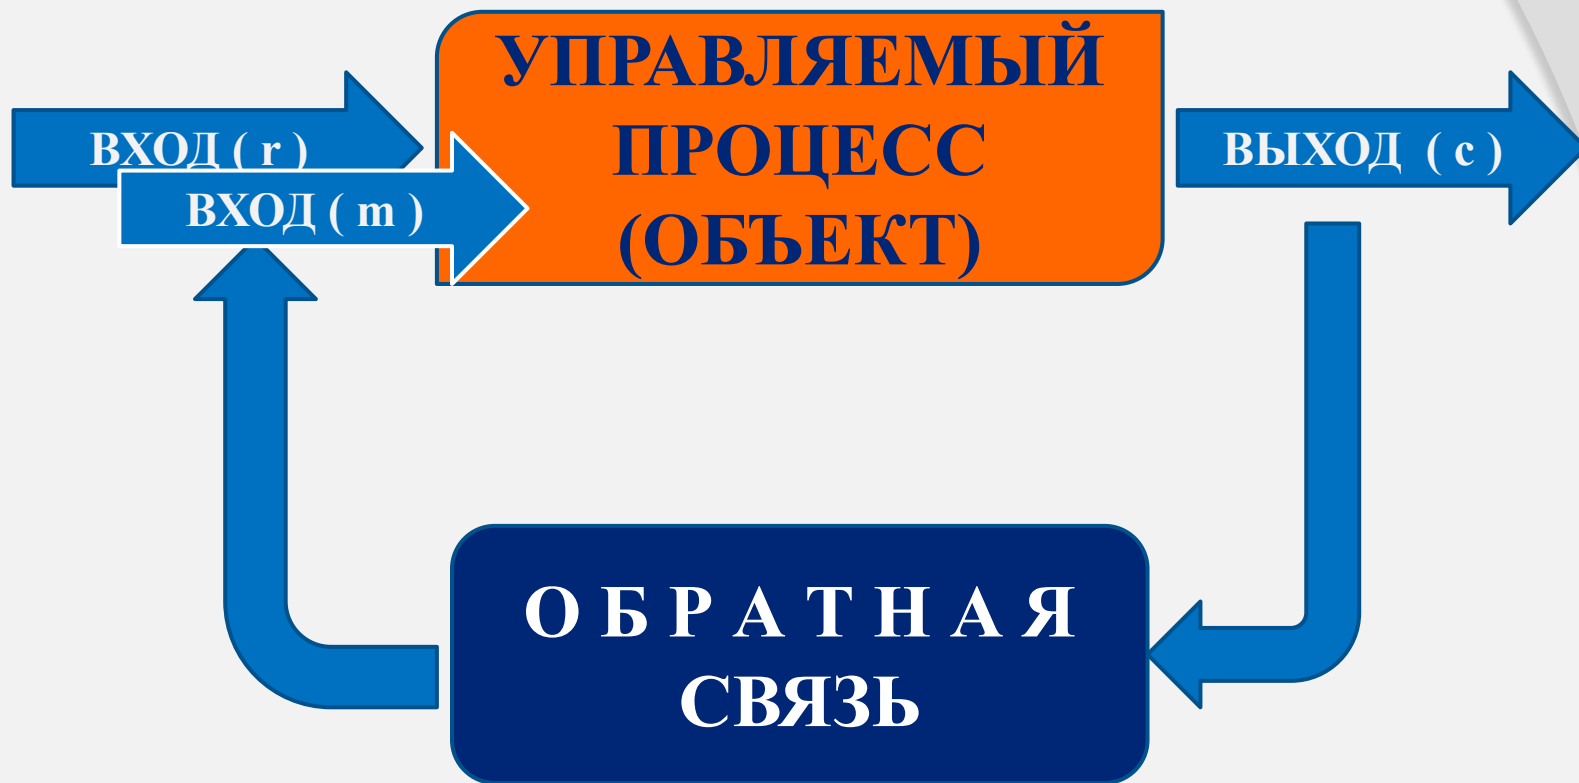 УПРАВЛЯЕМЫЙ
ПРОЦЕСС
(ОБЪЕКТ)
ВХОД ( r )
ВХОД ( m )
ВЫХОД ( c )
О Б Р А Т Н А Я
СВЯЗЬ